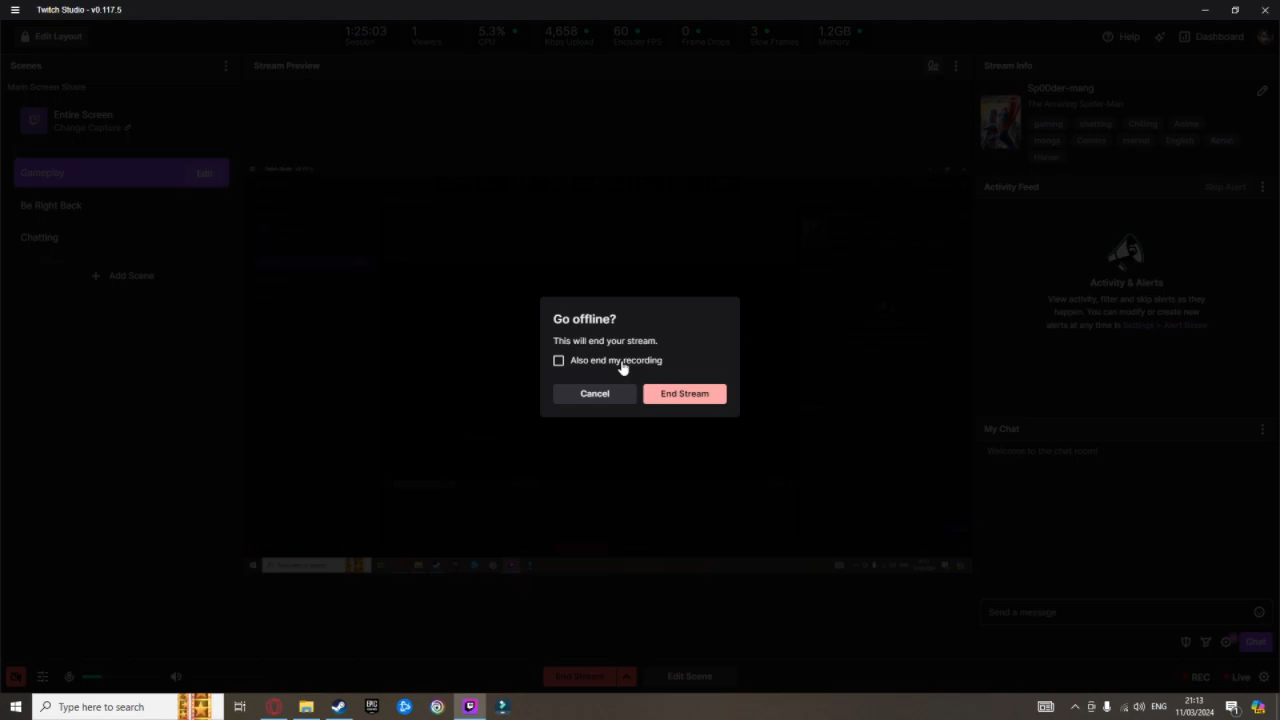 Twitch Studio - v0.117.5
Edit Layout
1:25:03
Session
1
Viewers
5.3%
CPU
4,658
Kbps Upload
60
Encoder FPS
0
Frame Drops
3
Slow Frames
1.2GB
Memory
Help
Dashboard
Scenes
Stream Preview
Stream Info
Main Screen Share
Entire Screen
Change Capture
Sp00der-mang
The Amazing Spider-Man
gaming
chatting
Action
manga
Comics
marvel
English
Gameplay
Edit
Activity Feed
Skip Alert
Be Right Back
Chatting
Add Scene
Activity & Alerts
View activity, filter and skip alerts as they
happen. You can modify or create new
alerts at any time in Settings > Alert Boxes
Go offline?
This will end your stream.
Also end my recording
Cancel
End Stream
My Chat
Welcome to the chat room!
Send a message
Chat
End Stream
Edit Scene
REC
Live
Type here to search
EPIC
ENG
21:13
11/03/2024